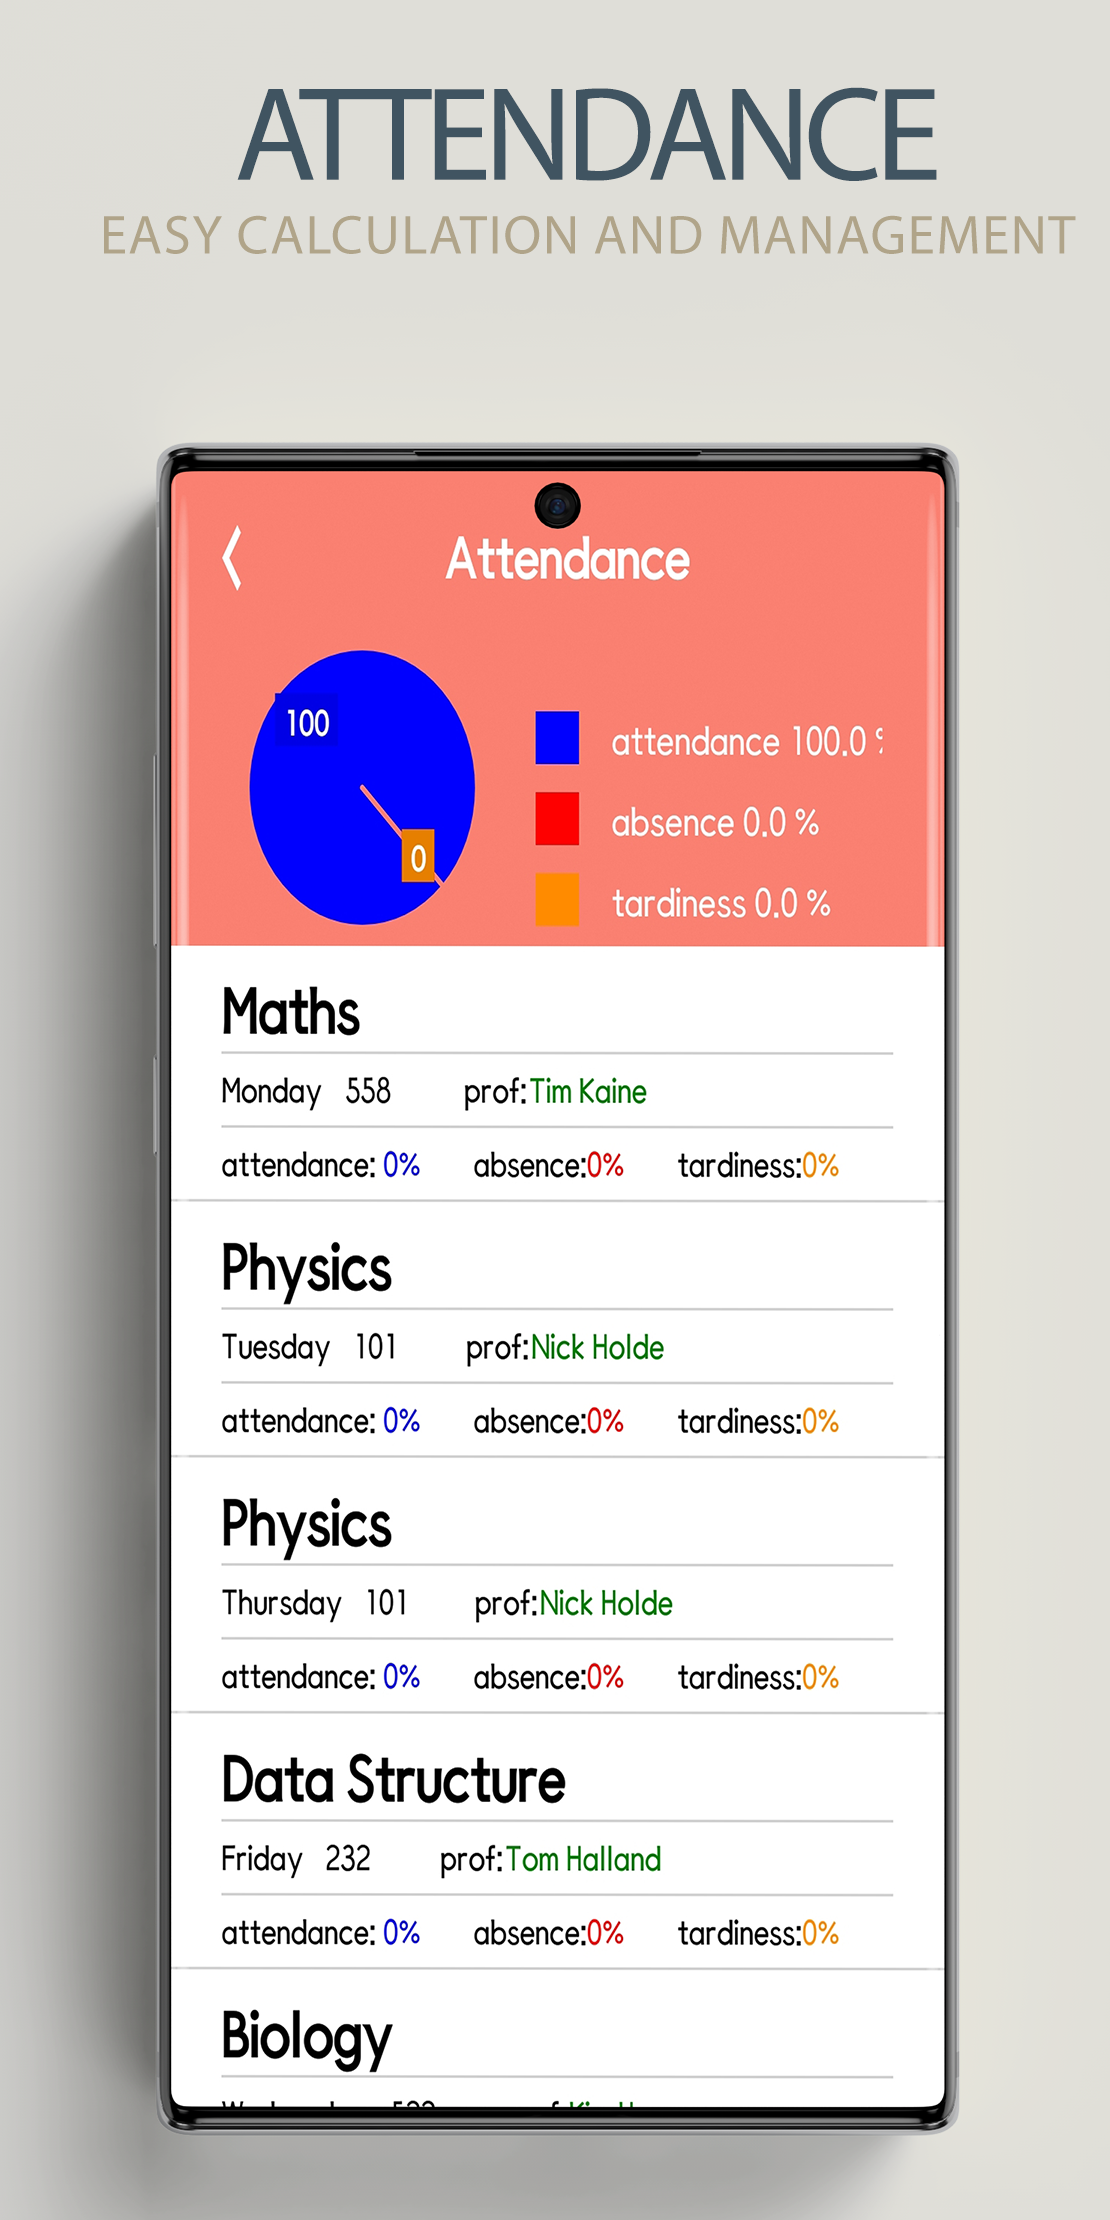 ATTENDANCE
EASY CALCULATION AND MANAGEMENT
Attendance
100
0
attendance 100.0
absence 0.0 %
tardiness 0.0 %
Maths
Monday 558 prof:Tim Kaine
attendance: 0% absence:0% tardiness:0%
Physics
Tuesday 101 prof:Nick Holde
attendance: 0% absence:0% tardiness:0%
Physics
Thursday 101 prof:Nick Holde
attendance: 0% absence:0% tardiness:0%
Data Structure
Friday 232 prof:Tom Halland
attendance: 0% absence:0% tardiness:0%
Biology